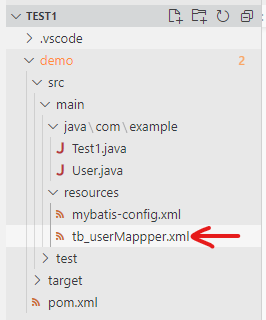 TEST1
.vscode
demo 2
src
main
java\com\example
Test1.java
User.java
resources
mybatis-config.xml
tb_userMappper.xml
test
target
pom.xml